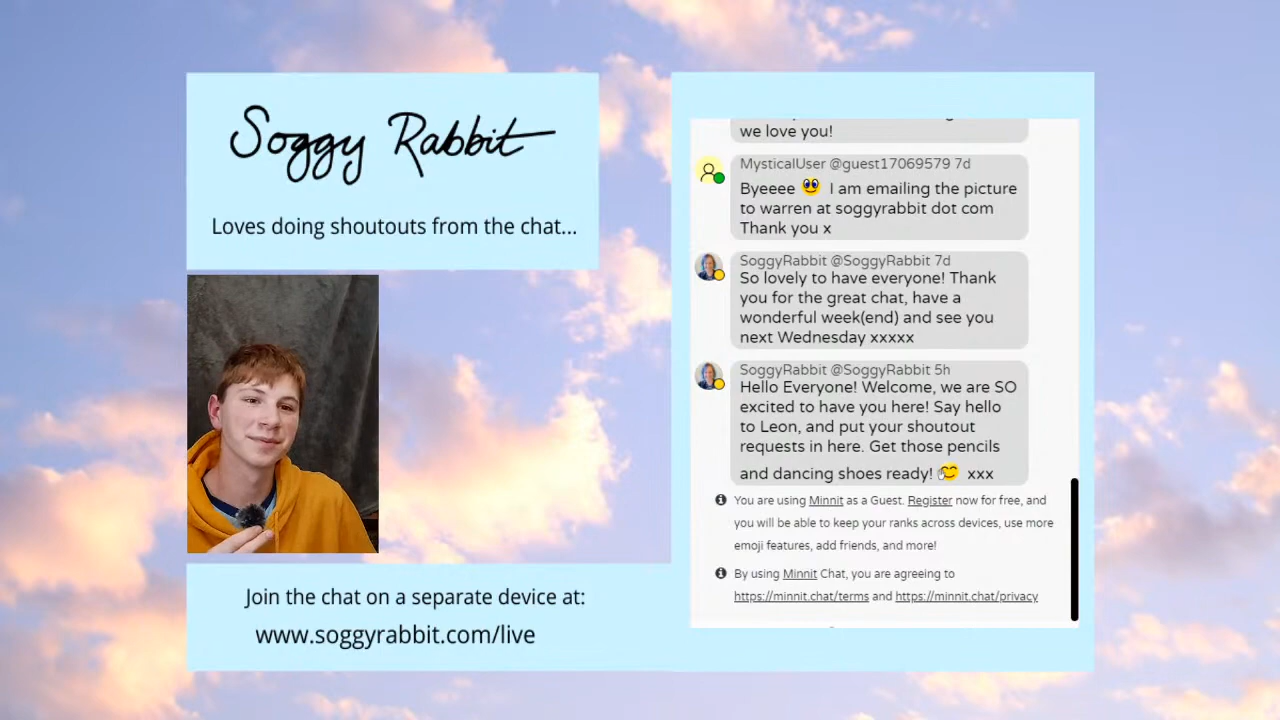 Soggy Rabbit
Loves doing shoutouts from the chat...
we love you!
MysticalUser @guest17069579 7d
Byeeee 🙂 I am emailing the picture
to warren at soggyrabbit dot com
Thank you x
SoggyRabbit @SoggyRabbit 7d
So lovely to have everyone! Thank
you for the great chat, have a
wonderful week(end) and see you
next Wednesday xxxxx
SoggyRabbit @SoggyRabbit 5h
Hello Everyone! Welcome, we are SO
excited to have you here! Say hello
to Leon, and put your shoutout
requests in here. Get those pencils
and dancing shoes ready! 👋 xxx
You are using Minnit as a Guest. Register now for free, and
you will be able to keep your ranks across devices, use more
emoji features, add friends, and more!
By using Minnit Chat, you are agreeing to
https://minnit.chat/terms and https://minnit.chat/privacy
Join the chat on a separate device at:
www.soggyrabbit.com/live